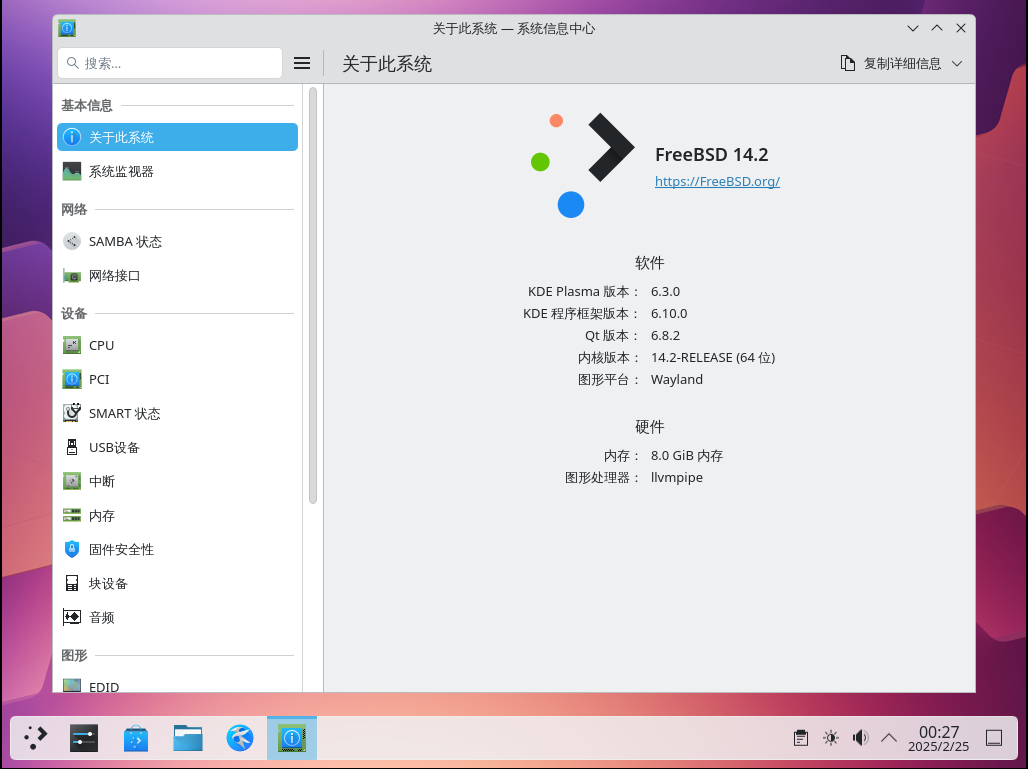 关于此系统 — 系统信息中心
搜索...
关于此系统
复制详细信息
基本信息
关于此系统
系统监视器
网络
SAMBA 状态
网络接口
设备
CPU
PCI
SMART 状态
USB设备
中断
内存
固件安全性
块设备
音频
图形
EDID
FreeBSD 14.2
https://FreeBSD.org/
软件
KDE Plasma 版本： 6.3.0
KDE 程序框架版本： 6.10.0
Qt 版本： 6.8.2
内核版本： 14.2-RELEASE (64 位)
图形平台： Wayland
硬件
内存： 8.0 GiB 内存
图形处理器： llvmpipe
00:27
2025/2/25